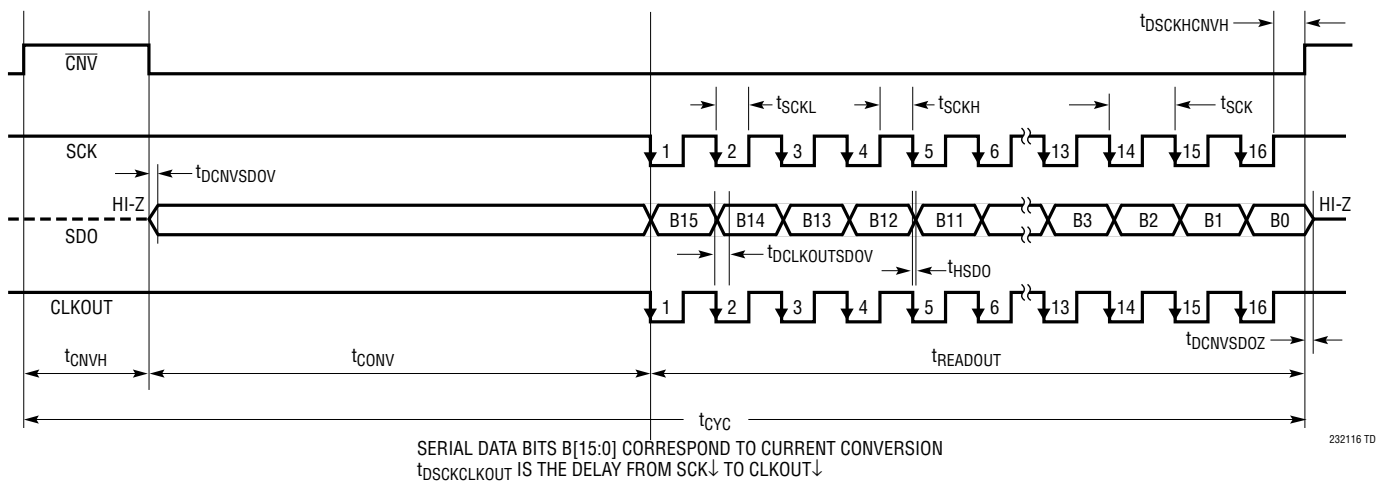 tDSCKHCNVH
CNV
tSCKL
tSCKH
tSCK
SCK
1 2 3 4 5 6 13 14 15 16
tDCNVSDOV
HI-Z
HI-Z
SDO
B15 B14 B13 B12 B11 B3 B2 B1 B0
tDCLKOUTSDOV
tHSDO
CLKOUT
1 2 3 4 5 6 13 14 15 16
tDCNVSDOZ
tCNVH
tCONV
tREADOUT
tCYC
232116 TD
SERIAL DATA BITS B[15:0] CORRESPOND TO CURRENT CONVERSION
tDSCKCLKOUT IS THE DELAY FROM SCK↓ TO CLKOUT↓